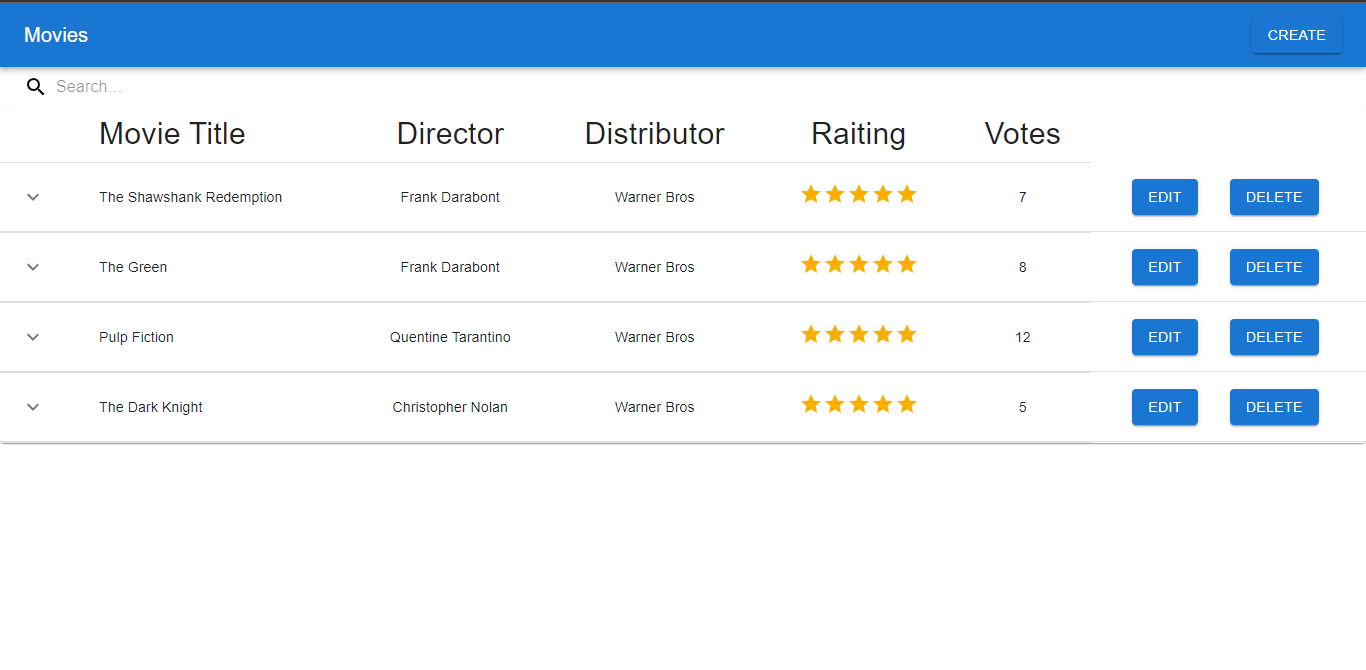 Movies CREATE
Search…
Movie Title Director Distributor Raiting Votes
The Shawshank Redemption Frank Darabont Warner Bros 7 EDIT DELETE
The Green Frank Darabont Warner Bros 8 EDIT DELETE
Pulp Fiction Quentine Tarantino Warner Bros 12 EDIT DELETE
The Dark Knight Christopher Nolan Warner Bros 5 EDIT DELETE